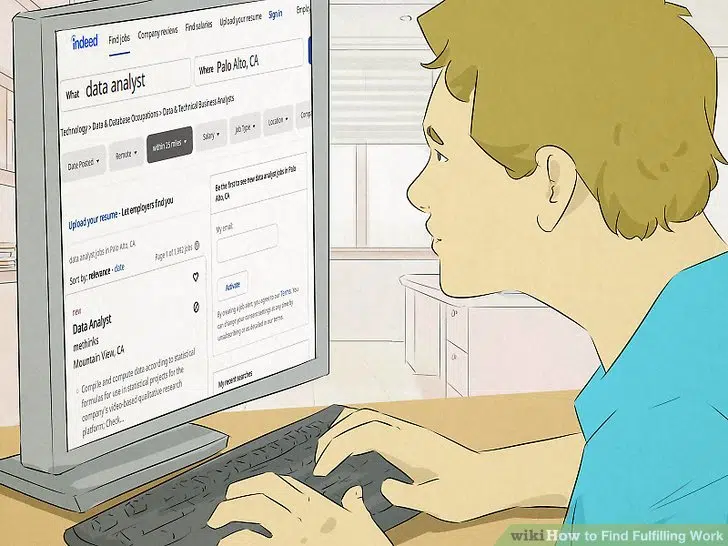 indeed Find jobs Company reviews Find salaries Upload your resume Sign in
What data analyst Where Palo Alto, CA
Technology > Data & Database Occupations > Data & Technical Business Analysts
Date Posted Remote within 25 miles Salary Job Type Location
Upload your resume - Let employers find you
data analyst jobs in Palo Alto, CA
Sort by: relevance - date
Page 1 of 1,952 jobs
new
Data Analyst
methinks
Mountain View, CA
Compile and compute data according to statistical
formulas for use in statistical projects for the
company's video-based qualitative research
platform; Check...
Be the first to see new data analyst jobs in Palo
Alto, CA
My email:
Activate
By creating a job alert, you agree to our Terms. You
can change your consent settings at any time by
unsubscribing or as detailed in our terms.
My recent searches
wikiHow to Find Fulfilling Work